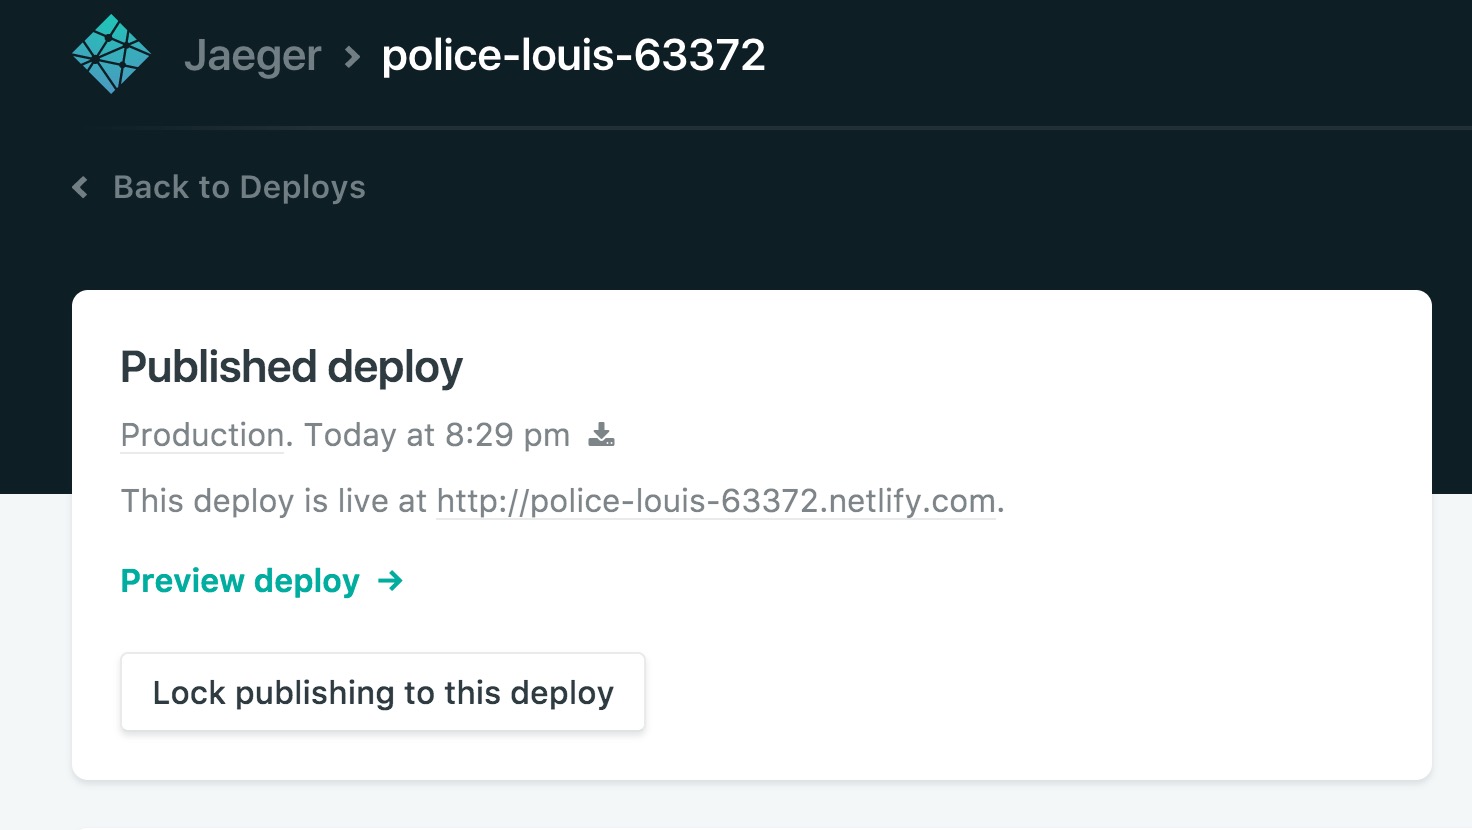 Jaeger > police-louis-63372
Back to Deploys
Published deploy
Production. Today at 8:29 pm
This deploy is live at http://police-louis-63372.netlify.com.
Preview deploy →
Lock publishing to this deploy